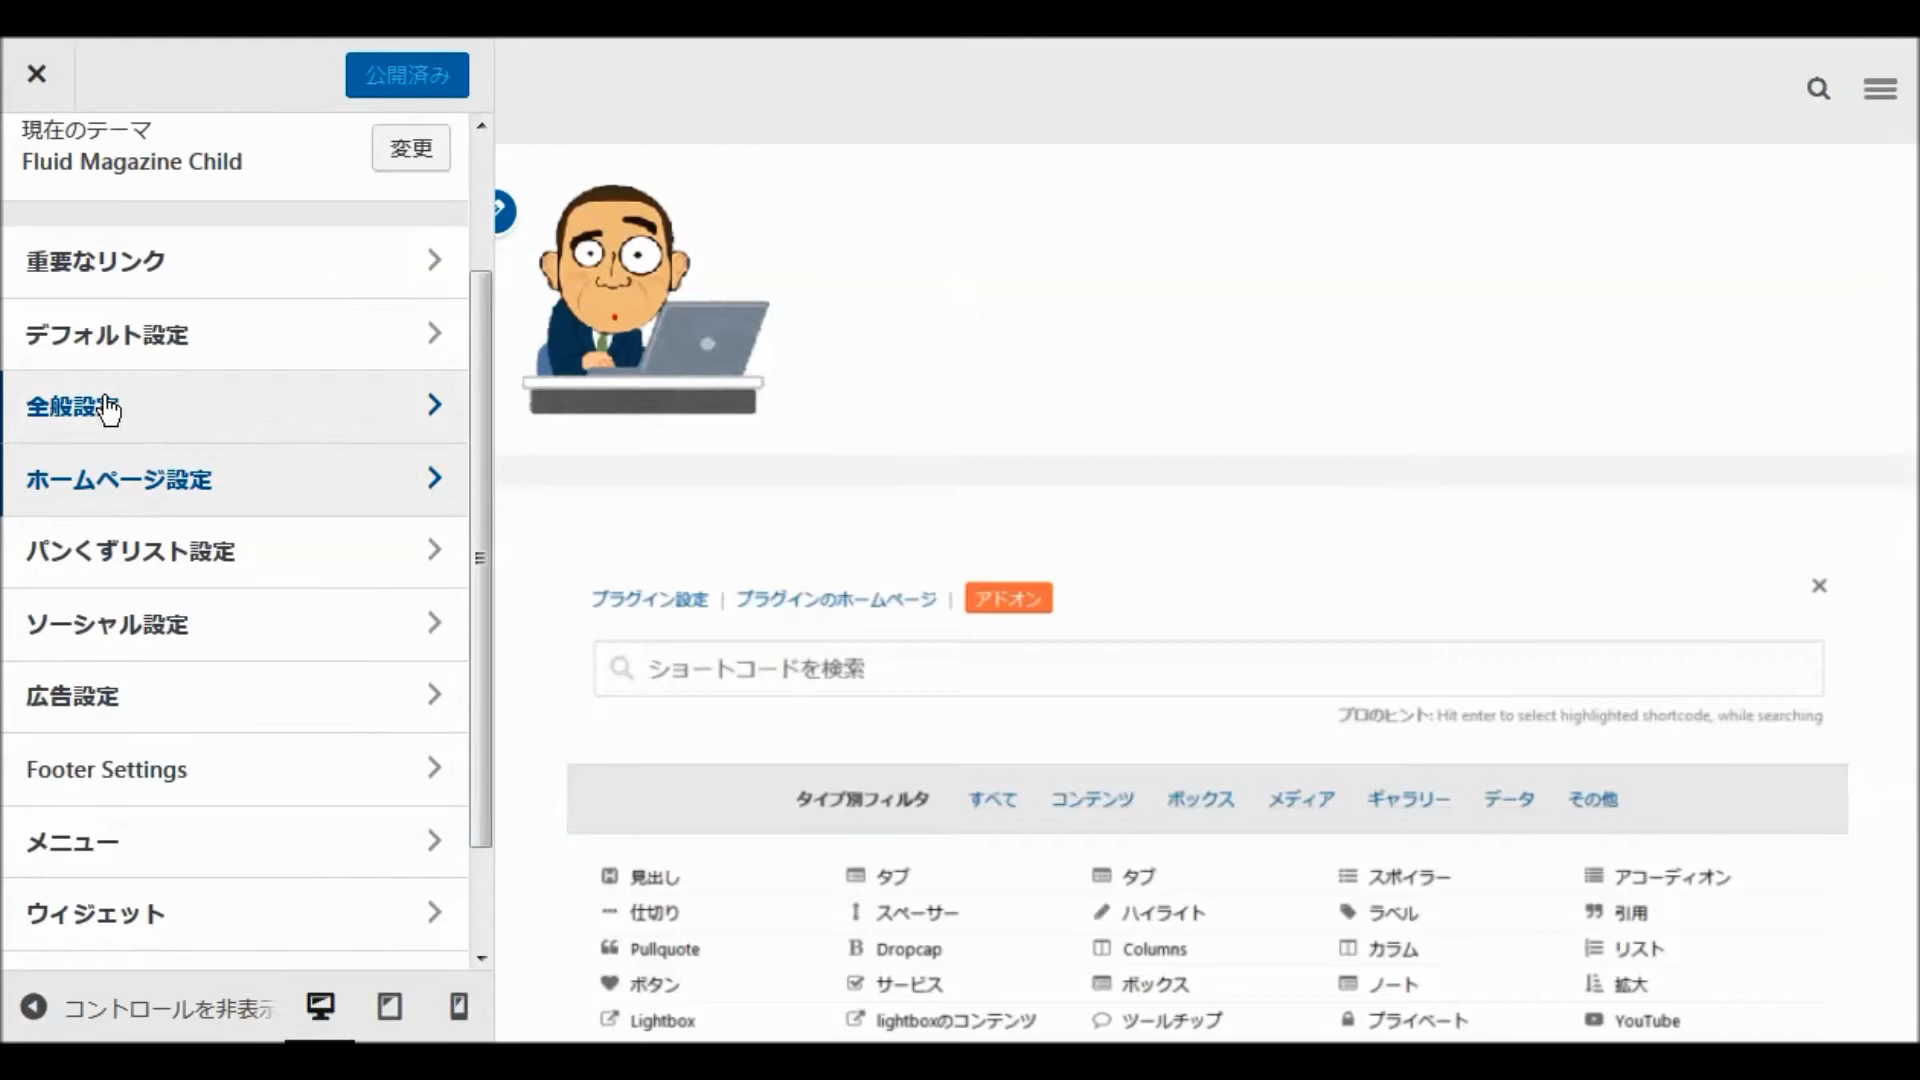 公開済み
現在のテーマ
Fluid Magazine Child
変更
重要なリンク
デフォルト設定
全般設定
ホームページ設定
パンくずリスト設定
ソーシャル設定
広告設定
Footer Settings
メニュー
ウィジェット
コントロールを非表示
プラグイン設定 | プラグインのホームページ | アドオン
ショートコードを検索
プロのヒント: Hit enter to select highlighted shortcode, while searching
タイプ別フィルタ すべて コンテンツ ボックス メディア ギャラリー データ その他
見出し タブ タブ スポイラー アコーディオン
仕切り スペーサー ハイライト ラベル 引用
Pullquote Dropcap Columns カラム リスト
ボタン サービス ボックス ノート 拡大
Lightbox lightboxのコンテンツ ツールチップ プライベート YouTube